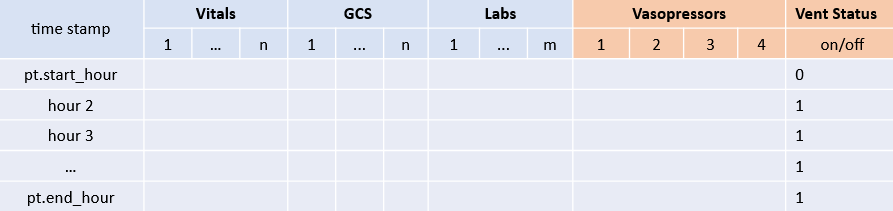 time stamp Vitals GCS Labs Vasopressors Vent Status
1 ... n 1 ... n 1 ... m 1 2 3 4 on/off
pt.start_hour 0
hour 2 1
hour 3 1
... 1
pt.end_hour 1